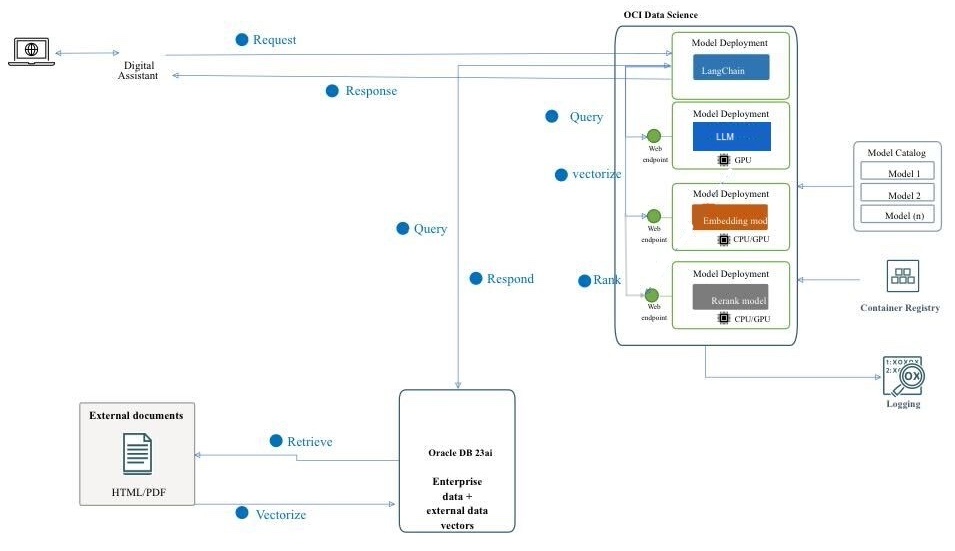 OCI Data Science
Request
Digital
Assistant
Response
Model Deployment
LangChain
Query
Model Deployment
LLM
Web
endpoint
GPU
vectorize
Model Deployment
Embedding mod
Web
endpoint
CPU/GPU
Model Catalog
Model 1
Model 2
Model (n)
Query
Respond
Rank
Model Deployment
Rerank model
Web
endpoint
CPU/GPU
Container Registry
1:XOXOX
OX
Logging
External documents
HTML/PDF
Retrieve
Vectorize
Oracle DB 23ai
Enterprise
data +
external data
vectors